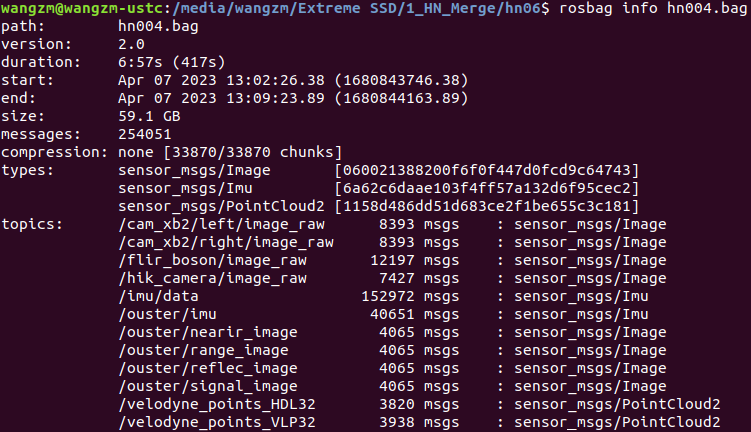 wangzm@wangzm-ustc:/media/wangzm/Extreme SSD/1_HN_Merge/hn06$ rosbag info hn004.bag
path:        hn004.bag
version:     2.0
duration:    6:57s (417s)
start:       Apr 07 2023 13:02:26.38 (1680843746.38)
end:         Apr 07 2023 13:09:23.89 (1680844163.89)
size:        59.1 GB
messages:    254051
compression: none [33870/33870 chunks]
types:       sensor_msgs/Image       [060021388200f6f0f447d0fcd9c64743]
             sensor_msgs/Imu         [6a62c6daae103f4ff57a132d6f95cec2]
             sensor_msgs/PointCloud2 [1158d486dd51d683ce2f1be655c3c181]
topics:      /cam_xb2/left/image_raw      8393 msgs    : sensor_msgs/Image
             /cam_xb2/right/image_raw     8393 msgs    : sensor_msgs/Image
             /flir_boson/image_raw       12197 msgs    : sensor_msgs/Image
             /hik_camera/image_raw        7427 msgs    : sensor_msgs/Image
             /imu/data                  152972 msgs    : sensor_msgs/Imu
             /ouster/imu                 40651 msgs    : sensor_msgs/Imu
             /ouster/nearir_image         4065 msgs    : sensor_msgs/Image
             /ouster/range_image          4065 msgs    : sensor_msgs/Image
             /ouster/reflec_image         4065 msgs    : sensor_msgs/Image
             /ouster/signal_image         4065 msgs    : sensor_msgs/Image
             /velodyne_points_HDL32       3820 msgs    : sensor_msgs/PointCloud2
             /velodyne_points_VLP32       3938 msgs    : sensor_msgs/PointCloud2